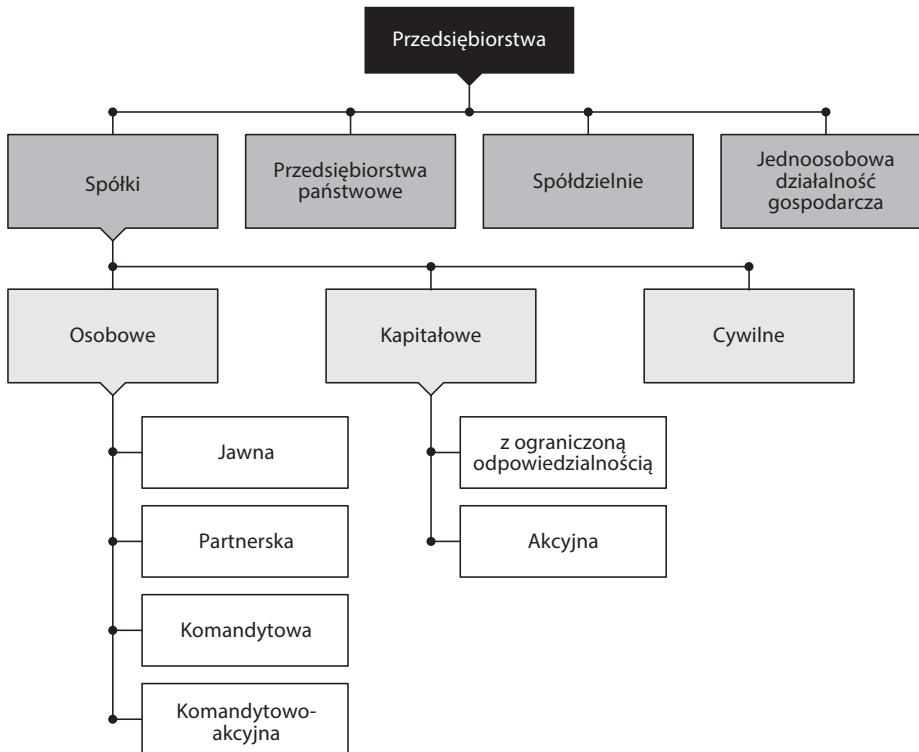 Przedsiębiorstwa
Spółki
Przedsiębiorstwa
państwowe
Spółdzielnie
Jednoosobowa
działalność
gospodarcza
Osobowe
Kapitałowe
Cywilne
Jawna
Partnerska
Komandytowa
Komandytowo-
akcyjna
z ograniczoną
odpowiedzialnością
Akcyjna